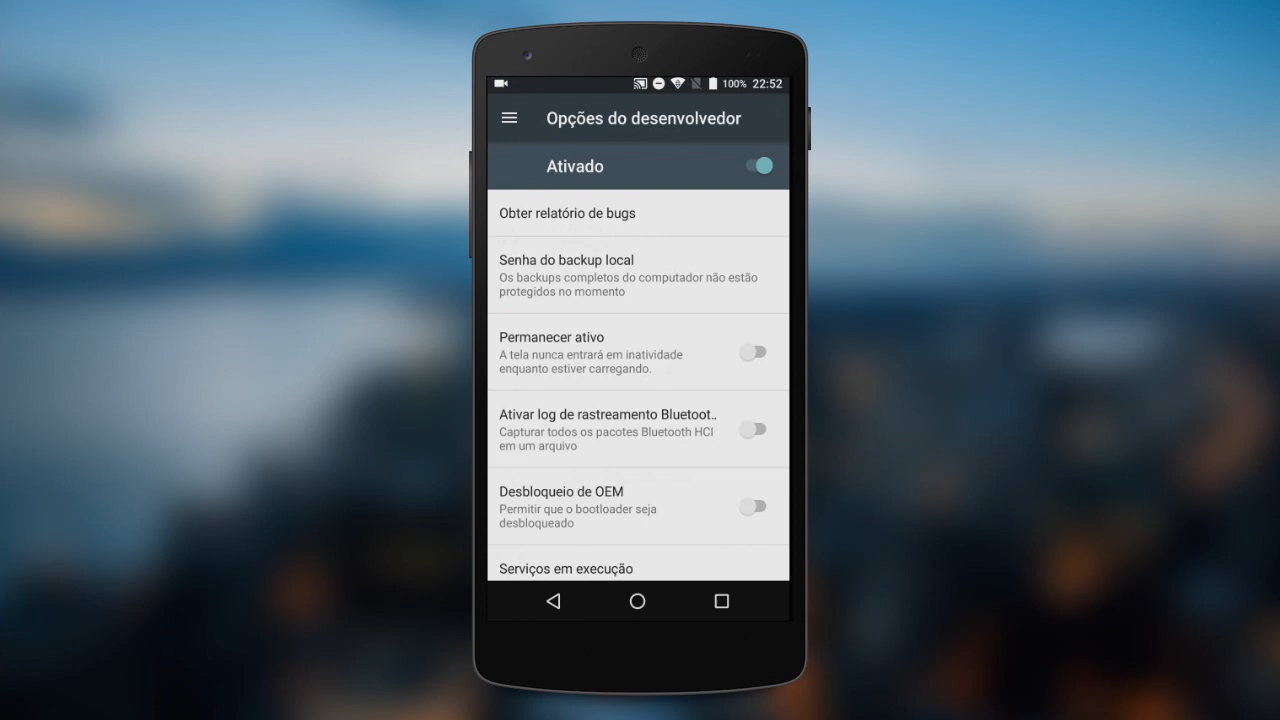 100% 22:52
Opções do desenvolvedor
Ativado
Obter relatório de bugs
Senha do backup local
Os backups completos do computador não estão
protegidos no momento
Permanecer ativo
A tela nunca entrará em inatividade
enquanto estiver carregando.
Ativar log de rastreamento Bluetoot..
Capturar todos os pacotes Bluetooth HCI
em um arquivo
Desbloqueio de OEM
Permitir que o bootloader seja
desbloqueado
Serviços em execução